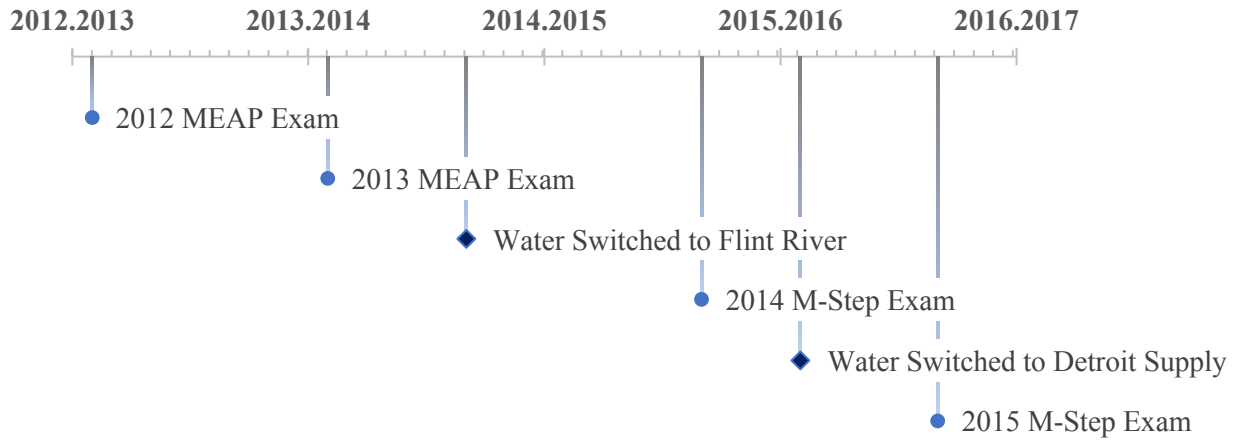 2012.2013 2013.2014 2014.2015 2015.2016 2016.2017
2012 MEAP Exam
2013 MEAP Exam
Water Switched to Flint River
2014 M-Step Exam
Water Switched to Detroit Supply
2015 M-Step Exam